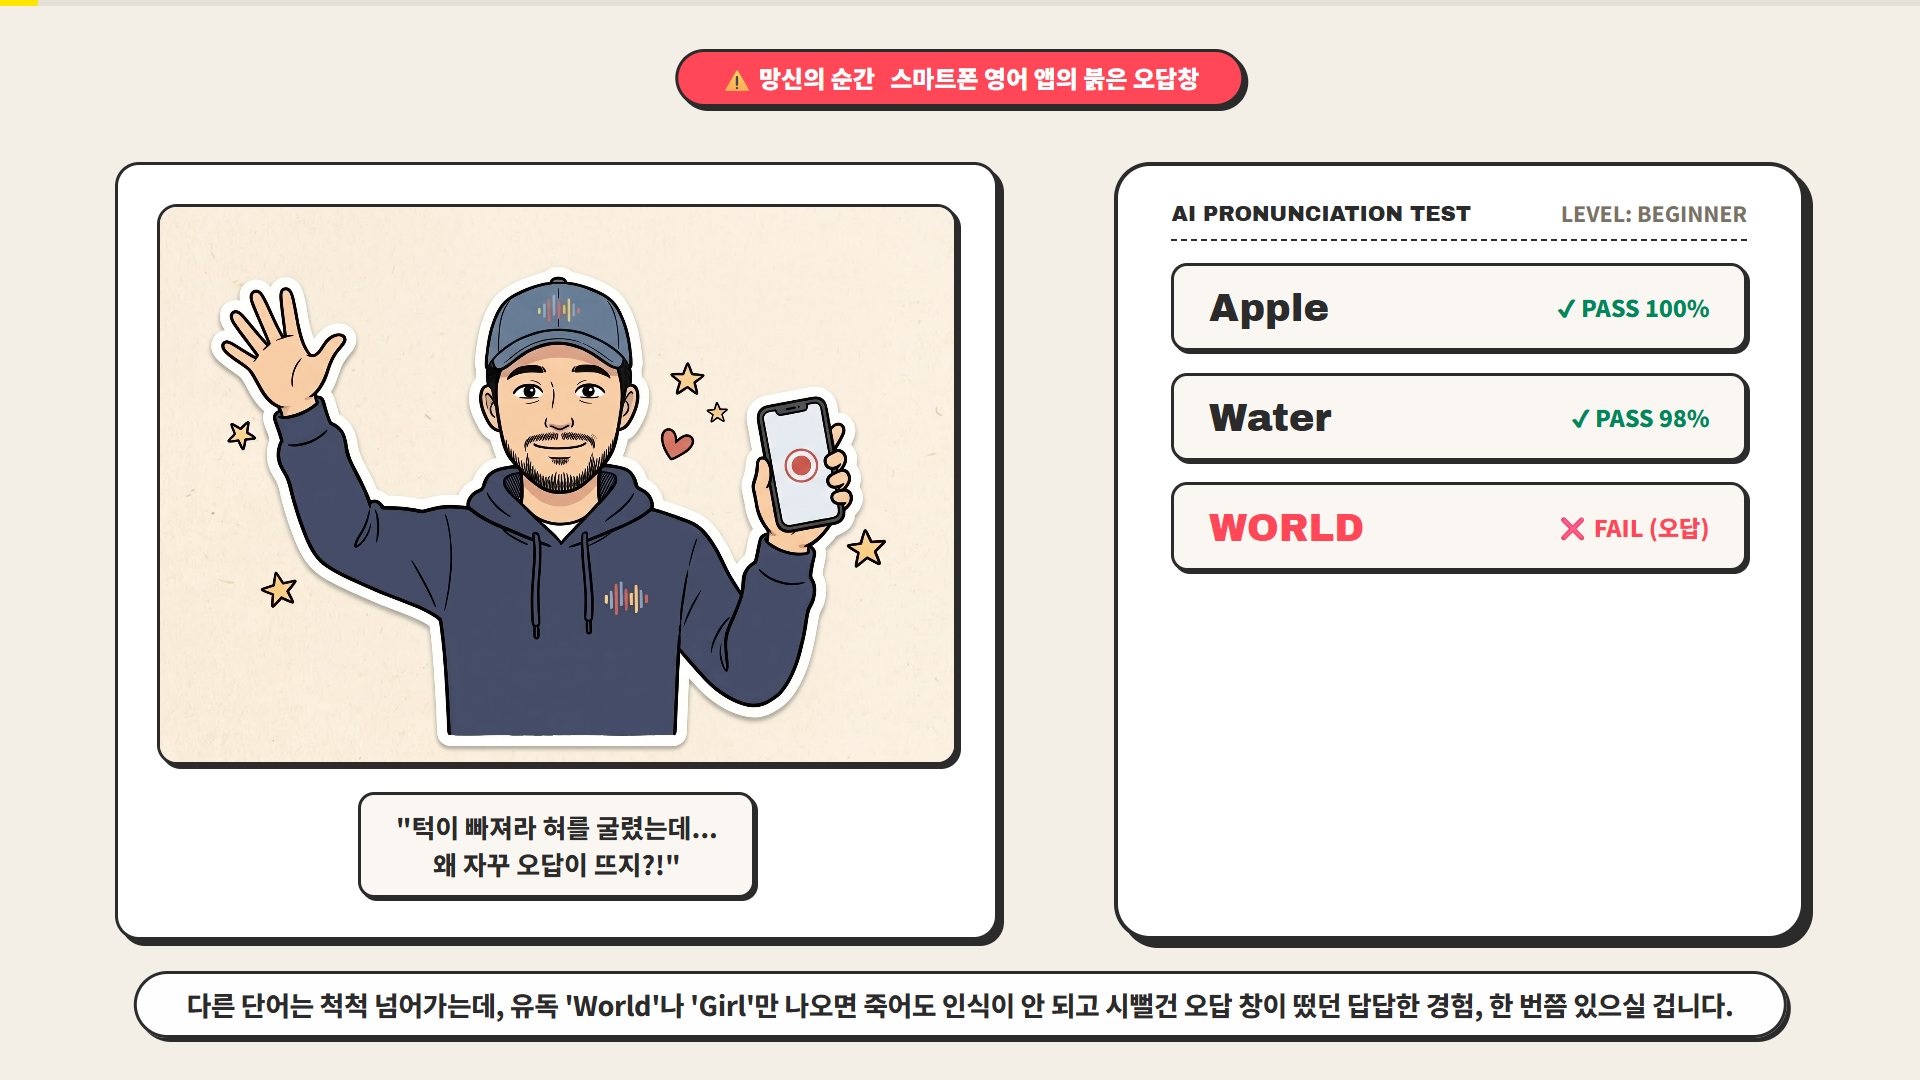 ⚠️ 망신의 순간 스마트폰 영어 앱의 붉은 오답창
"턱이 빠져라 혀를 굴렸는데...
왜 자꾸 오답이 뜨지?!"
AI PRONUNCIATION TEST LEVEL: BEGINNER
Apple ✓ PASS 100%
Water ✓ PASS 98%
WORLD ❌ FAIL (오답)
다른 단어는 척척 넘어가는데, 유독 'World'나 'Girl'만 나오면 죽어도 인식이 안 되고 시뻘건 오답 창이 떴던 답답한 경험, 한 번쯤 있으실 겁니다.